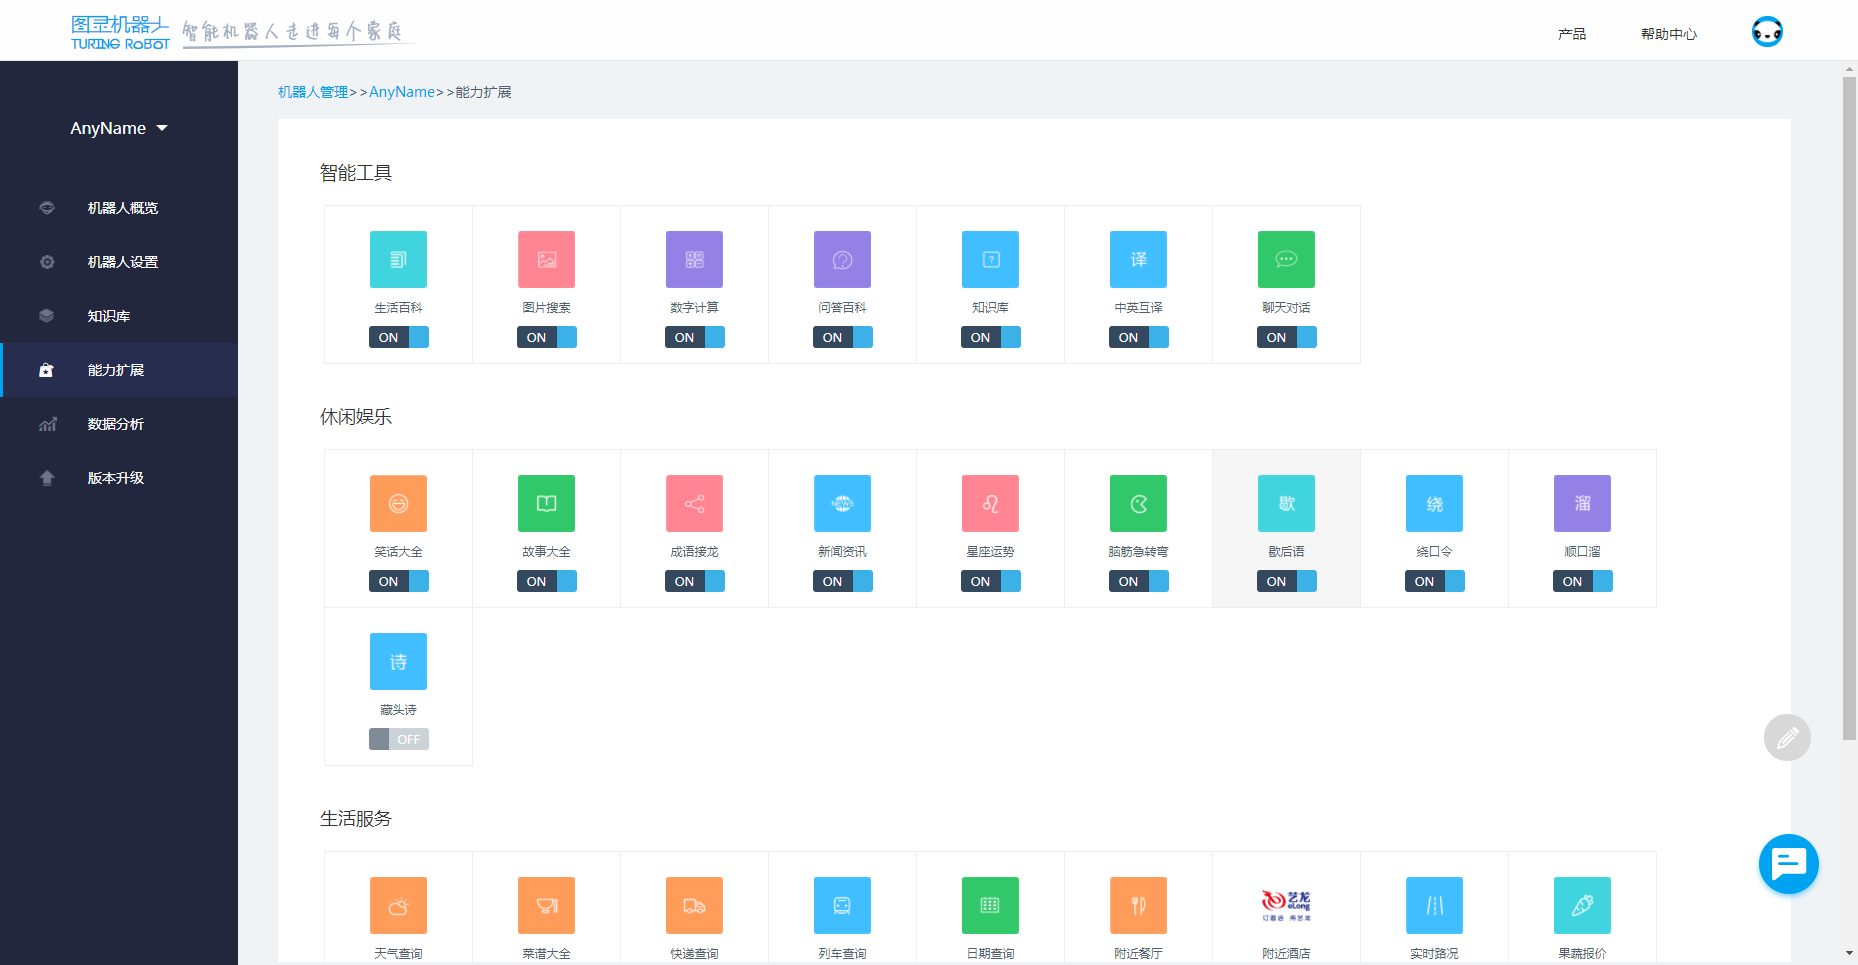 图灵机器人 智能机器人走进每个家庭
TURING ROBOT
产品 帮助中心
机器人管理>>AnyName>>能力扩展
AnyName
机器人概览
机器人设置
知识库
能力扩展
数据分析
版本升级
智能工具
译
生活百科 图片搜索 数字计算 问答百科 知识库 中英互译 聊天对话
ON ON ON ON ON ON ON
休闲娱乐
NEWS 歇 绕 溜
笑话大全 故事大全 成语接龙 新闻资讯 星座运势 脑筋急转弯 歇后语 绕口令 顺口溜
ON ON ON ON ON ON ON ON ON
诗
藏头诗
OFF
生活服务
艺龙
eLong
订酒店 用艺龙
天气查询 菜谱大全 快递查询 列车查询 日期查询 附近餐厅 附近酒店 实时路况 果蔬报价